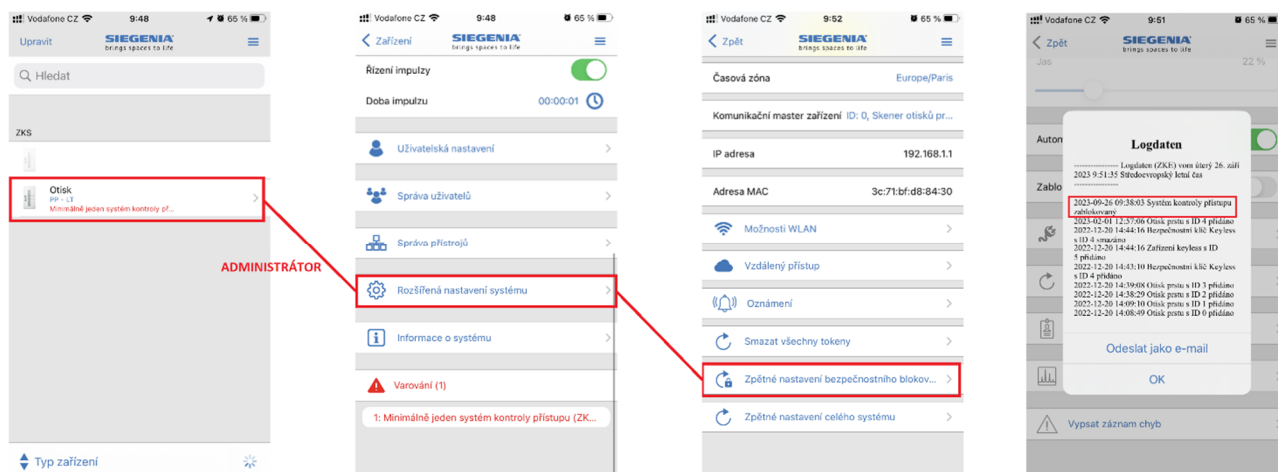 Vodafone CZ 9:48 65 %
Upravit SIEGENIA
brings spaces to life
Hledat
ZKS
Otisk
PP - LT
Minimálně jeden systém kontroly př...
Typ zařízení
ADMINISTRÁTOR
Vodafone CZ 9:48 65 %
Zařízení SIEGENIA
brings spaces to life
Řízení impulzy
Doba impulzu 00:00:01
Uživatelská nastavení
Správa uživatelů
Správa přístrojů
Rozšířená nastavení systému
Informace o systému
Varování (1)
1: Minimálně jeden systém kontroly přístupu (ZK...
Vodafone CZ 9:52 65 %
Zpět SIEGENIA
brings spaces to life
Časová zóna Europe/Paris
Komunikační master zařízení ID: 0, Skener otisků pr...
IP adresa 192.168.1.1
Adresa MAC 3c:71:bf:d8:84:30
Možnosti WLAN
Vzdálený přístup
Oznámení
Smazat všechny tokeny
Zpětné nastavení bezpečnostního blokov...
Zpětné nastavení celého systému
Vodafone CZ 9:51 65 %
Zpět SIEGENIA
brings spaces to life
Jas 22 %
Autom
Zablo
Logdaten
---------------- Logdaten (ZKE) vom úterý 26. září
2023 9:51:35 Středoevropský letní čas
----------------
2023-09-26 09:38:03 Systém kontroly přístupu
zablokovaný
2023-02-01 12:57:06 Otisk prstu s ID 4 přidáno
2022-12-20 14:44:16 Bezpečnostní klíč Keyless
s ID 4 smazáno
2022-12-20 14:44:16 Zařízení keyless s ID
5 přidáno
2022-12-20 14:43:10 Bezpečnostní klíč Keyless
s ID 4 přidáno
2022-12-20 14:39:08 Otisk prstu s ID 3 přidáno
2022-12-20 14:38:29 Otisk prstu s ID 2 přidáno
2022-12-20 14:09:10 Otisk prstu s ID 1 přidáno
2022-12-20 14:08:49 Otisk prstu s ID 0 přidáno
Odeslat jako e-mail
OK
Vypsat záznam chyb